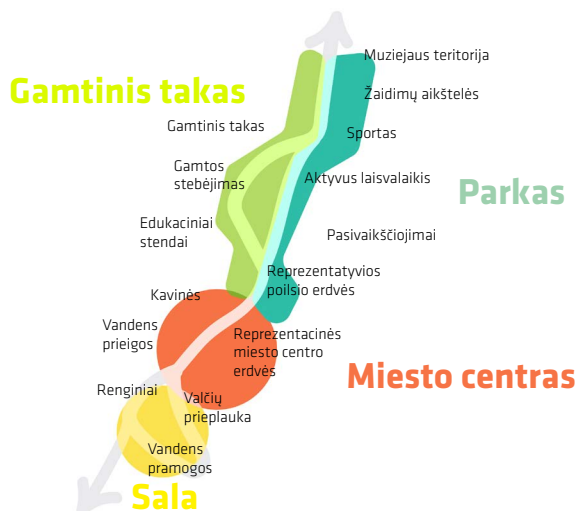 Muziejaus teritorija
Gamtinis takas
Žaidimų aikštelės
Gamtinis takas
Sportas
Gamtos
stebėjimas
Aktyvus laisvalaikis
Parkas
Edukaciniai
stendai
Pasivaikščiojimai
Reprezentatyvios
poilsio erdvės
Kavinės
Vandens
prieigos
Reprezentacinės
miesto centro
erdvės
Miesto centras
Renginiai
Valčių
prieplauka
Vandens
pramogos
Sala